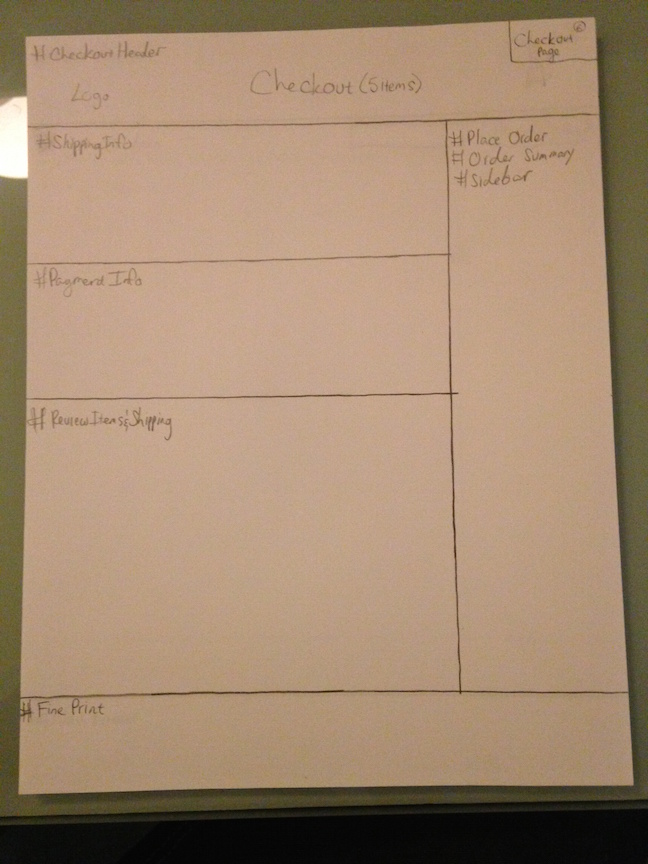 # Checkout Header
Checkout
Page
Logo
Checkout (5 items)
#Shipping Info
# Place Order
# Order Summary
#Sidebar
#Payment Info
# Review Items & Shipping
# Fine Print